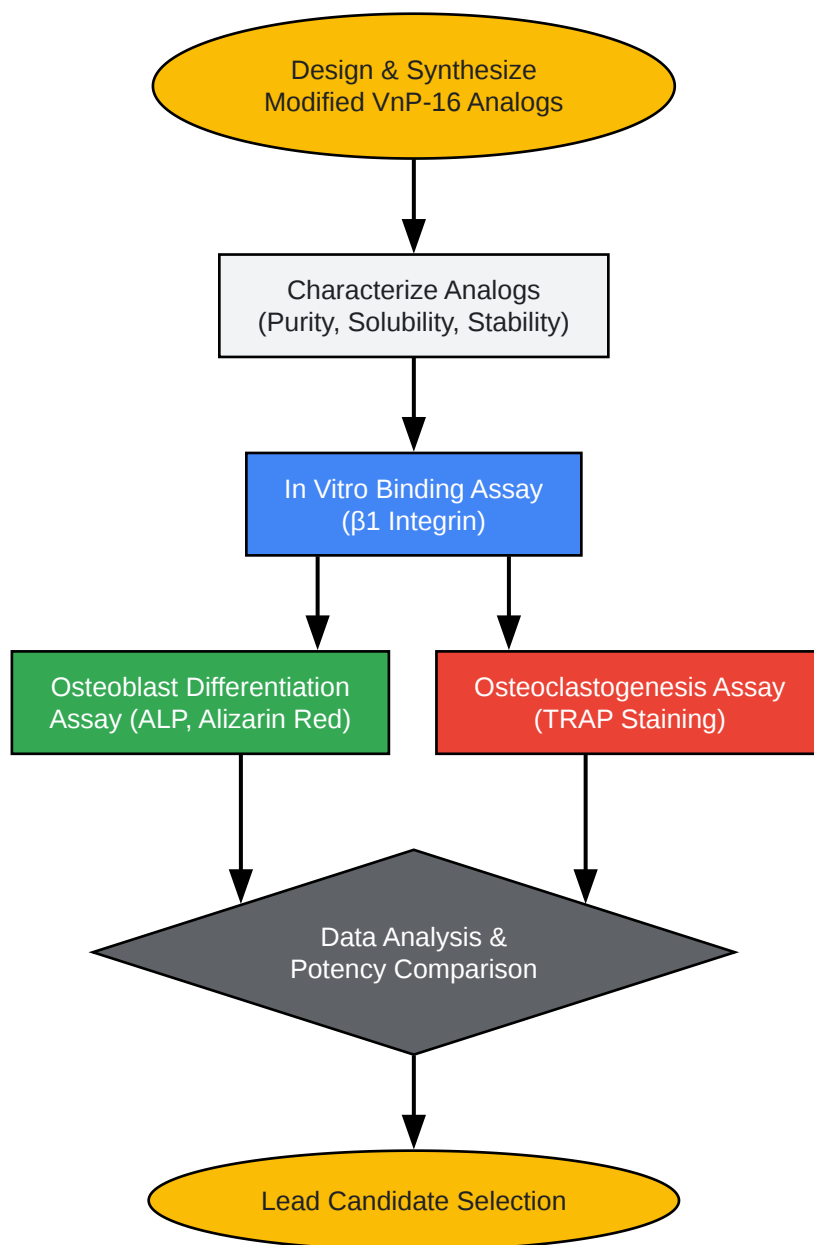 Design & Synthesize
Modified VnP-16 Analogs
Characterize Analogs
(Purity, Solubility, Stability)
In Vitro Binding Assay
(β1 Integrin)
Osteoblast Differentiation
Assay (ALP, Alizarin Red)
Osteoclastogenesis Assay
(TRAP Staining)
Data Analysis &
Potency Comparison
Lead Candidate Selection